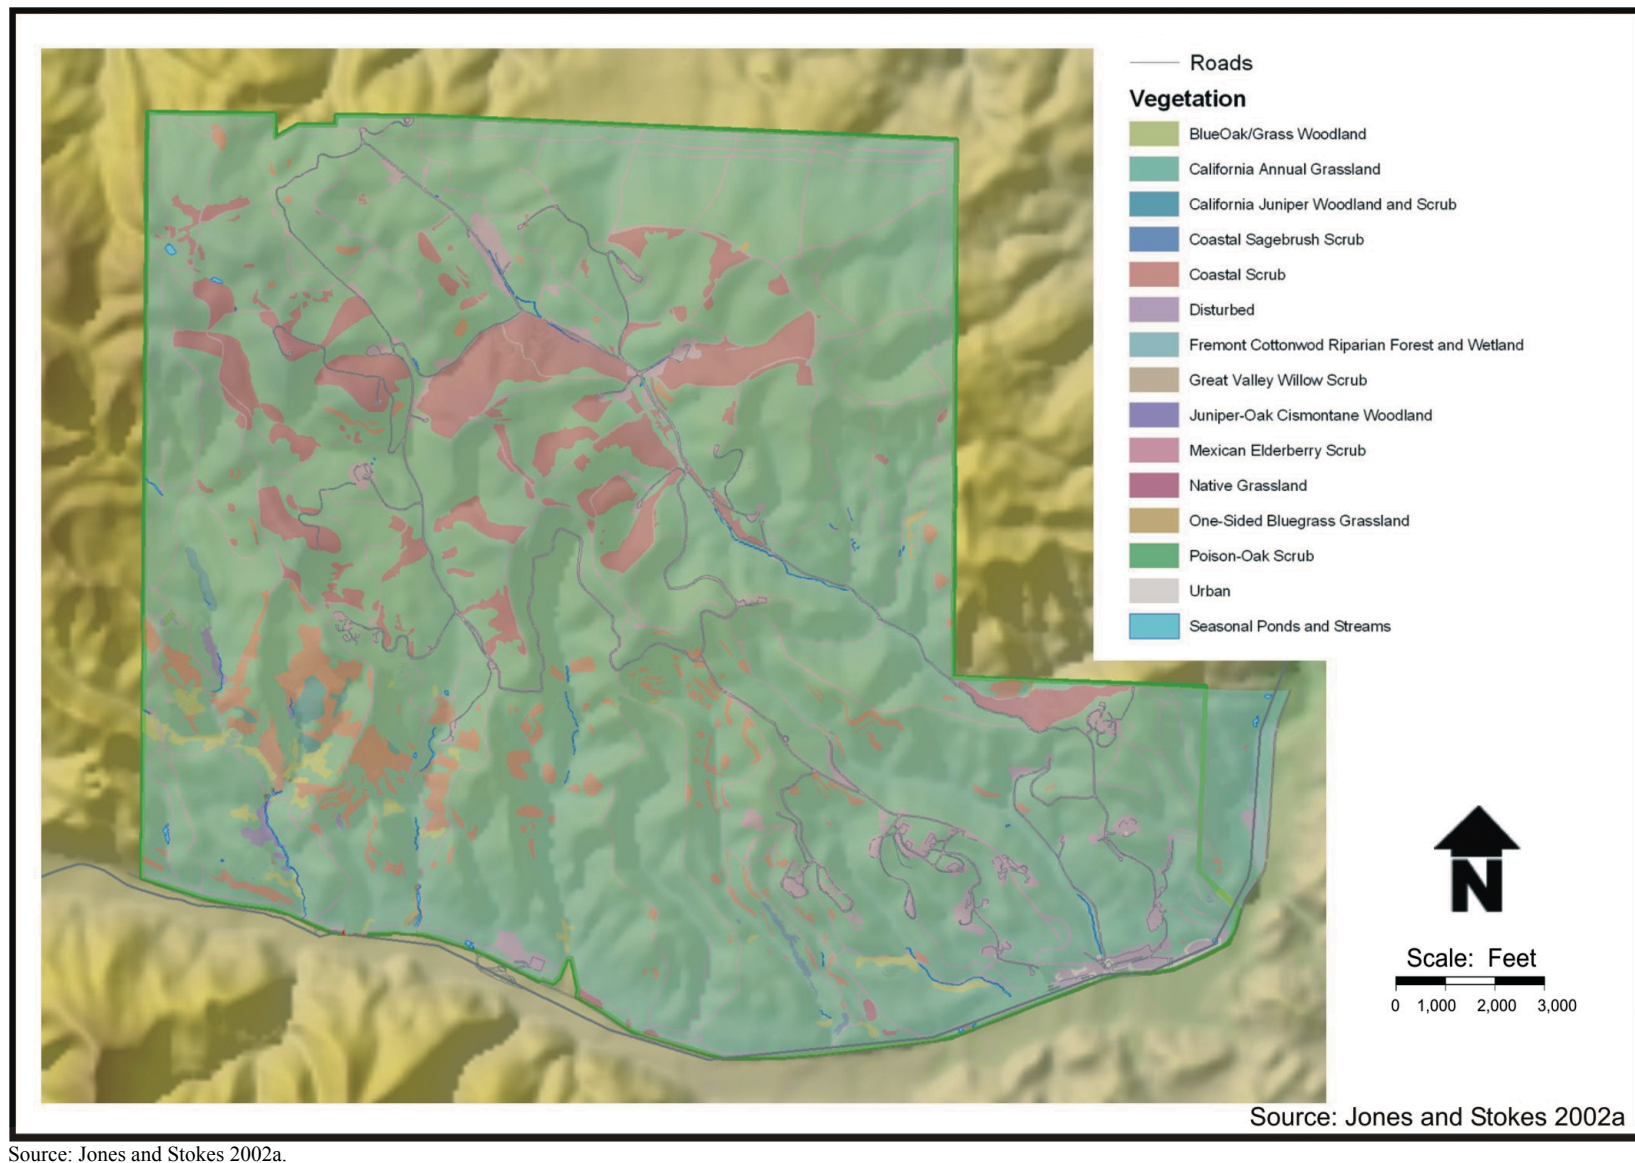 Roads
Vegetation
BlueOak/Grass Woodland
California Annual Grassland
California Juniper Woodland and Scrub
Coastal Sagebrush Scrub
Coastal Scrub
Disturbed
Fremont Cottonwod Riparian Forest and Wetland
Great Valley Willow Scrub
Juniper-Oak Cismontane Woodland
Mexican Elderberry Scrub
Native Grassland
One-Sided Bluegrass Grassland
Poison-Oak Scrub
Urban
Seasonal Ponds and Streams
N
Scale: Feet
0 1,000 2,000 3,000
Source: Jones and Stokes 2002a
Source: Jones and Stokes 2002a.